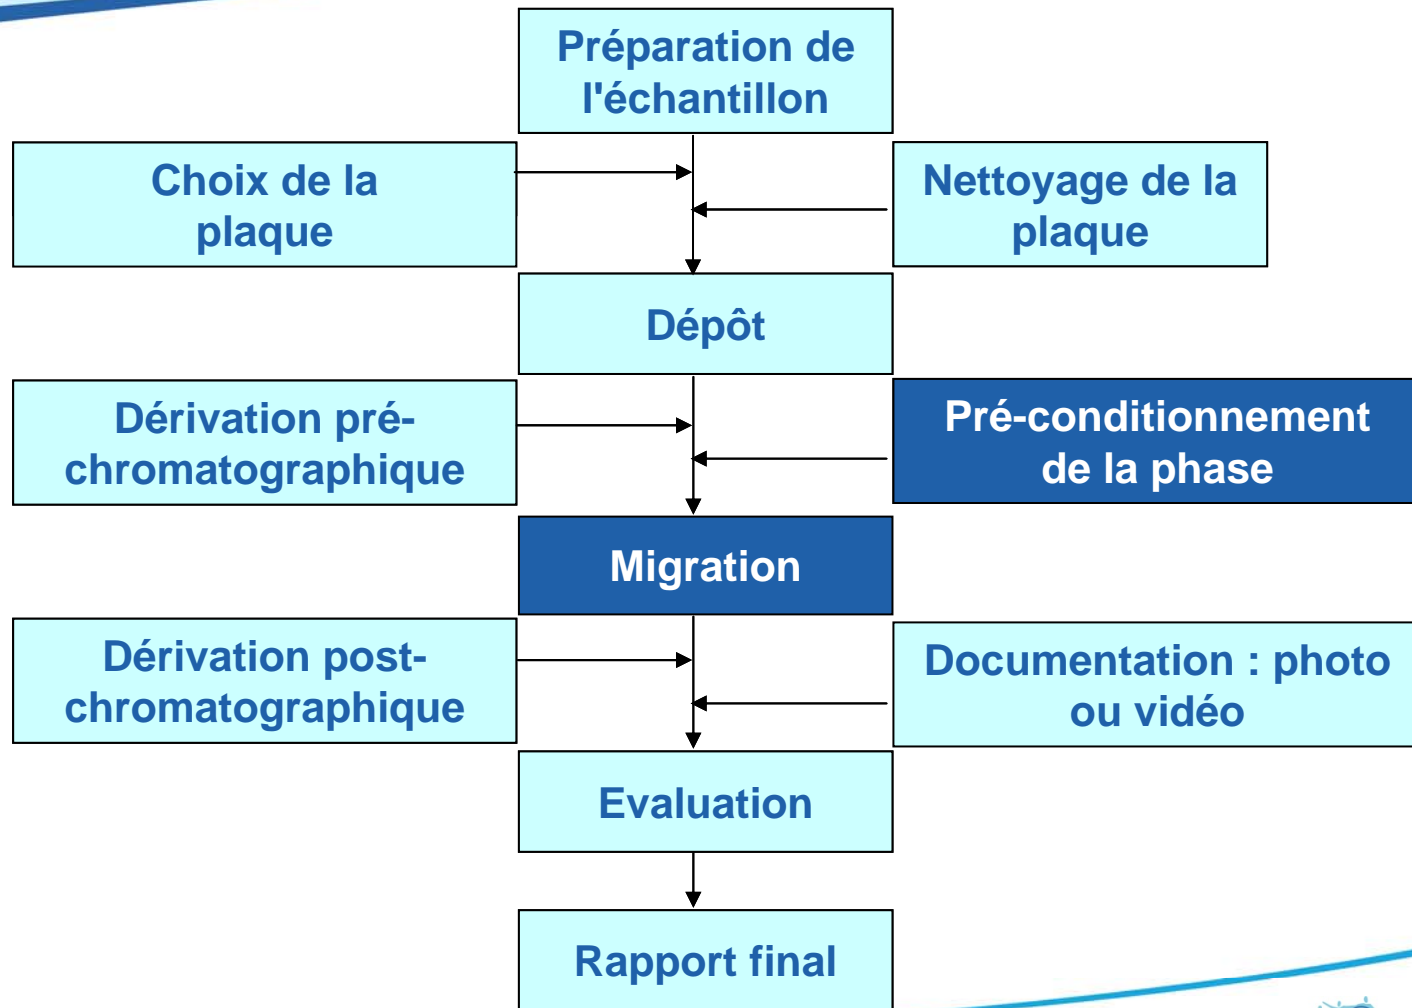 Préparation de
l'échantillon
Choix de la
plaque
Nettoyage de la
plaque
Dépôt
Dérivation pré-
chromatographique
Pré-conditionnement
de la phase
Migration
Dérivation post-
chromatographique
Documentation : photo
ou vidéo
Evaluation
Rapport final